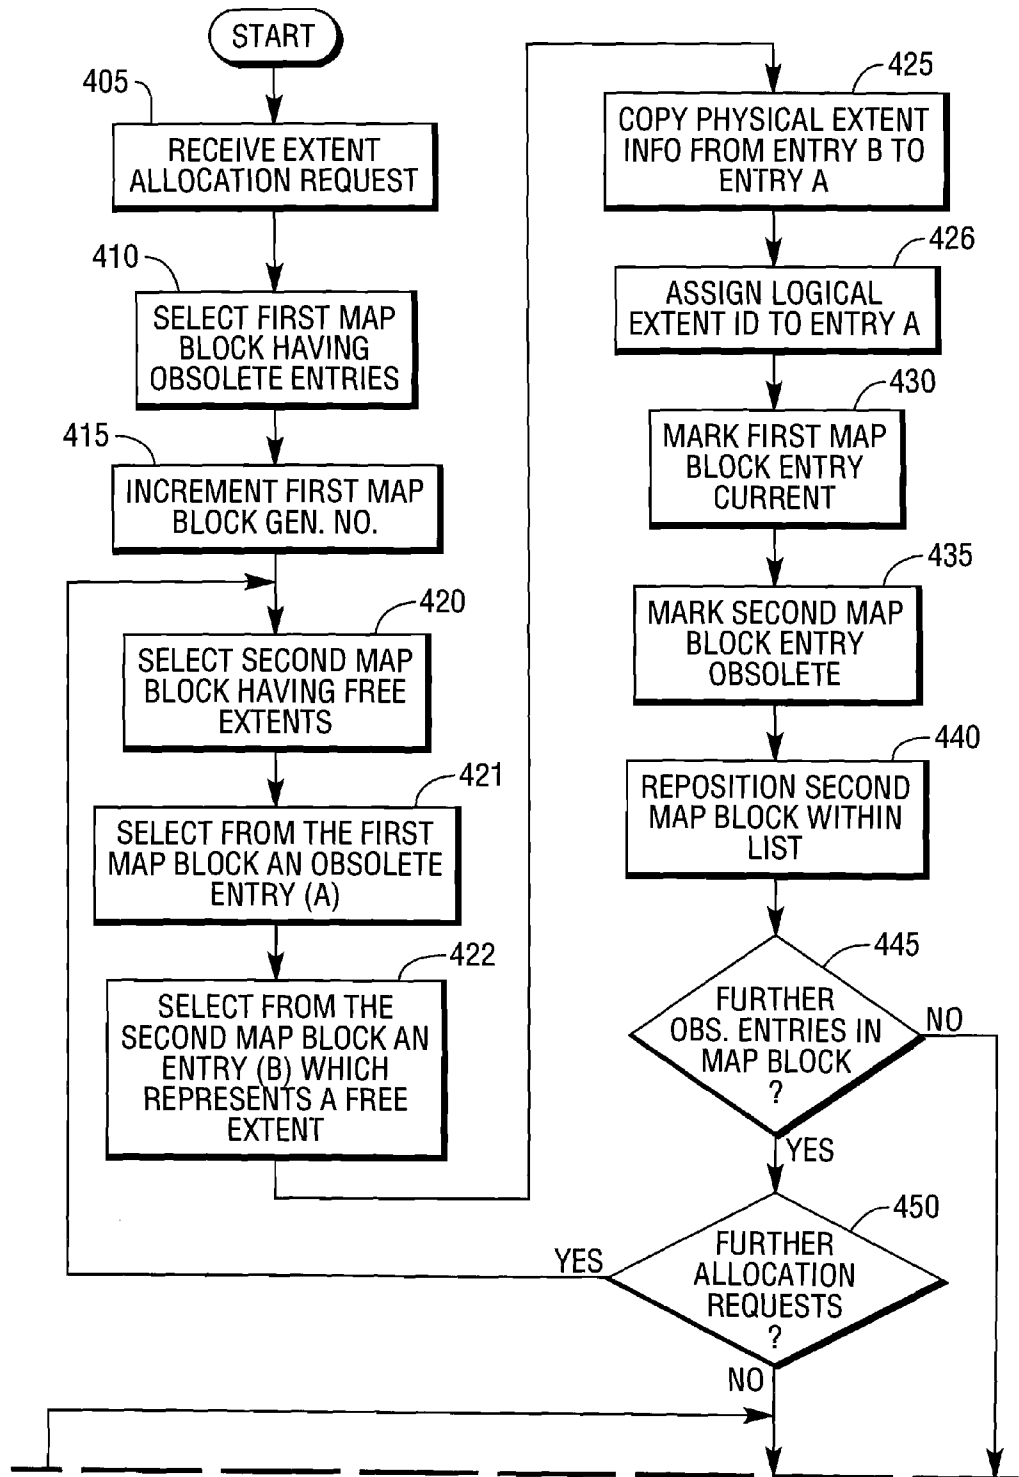 START
405
RECEIVE EXTENT
ALLOCATION REQUEST
410
SELECT FIRST MAP
BLOCK HAVING
OBSOLETE ENTRIES
415
INCREMENT FIRST MAP
BLOCK GEN. NO.
420
SELECT SECOND MAP
BLOCK HAVING FREE
EXTENTS
421
SELECT FROM THE FIRST
MAP BLOCK AN OBSOLETE
ENTRY (A)
422
SELECT FROM THE
SECOND MAP BLOCK AN
ENTRY (B) WHICH
REPRESENTS A FREE
EXTENT
425
COPY PHYSICAL EXTENT
INFO FROM ENTRY B TO
ENTRY A
426
ASSIGN LOGICAL
EXTENT ID TO ENTRY A
430
MARK FIRST MAP
BLOCK ENTRY
CURRENT
435
MARK SECOND MAP
BLOCK ENTRY
OBSOLETE
440
REPOSITION SECOND
MAP BLOCK WITHIN
LIST
445
FURTHER
OBS. ENTRIES IN
MAP BLOCK
?
NO
YES
450
FURTHER
ALLOCATION
REQUESTS
?
YES
NO